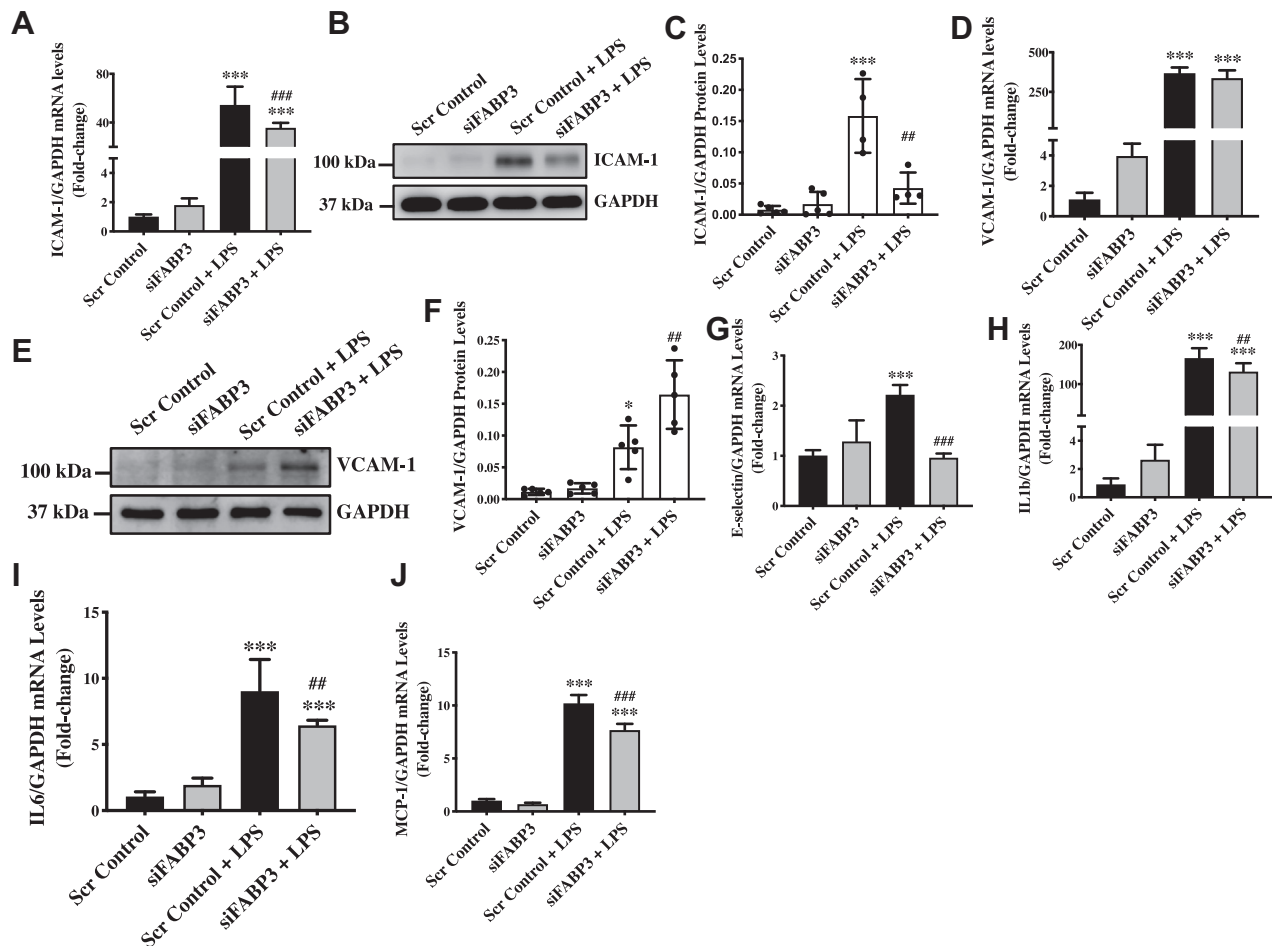 A
ICAM-1/GAPDH mRNA levels
(Fold-change)
80
40
4
2
0
***
###
***
Scr Control
siFABP3
Scr Control + LPS
siFABP3 + LPS
B
Scr Control
siFABP3
Scr Control + LPS
siFABP3 + LPS
100 kDa
ICAM-1
37 kDa
GAPDH
C
ICAM-1/GAPDH Protein Levels
0.25
0.20
0.15
0.10
0.05
0.00
***
##
Scr Control
siFABP3
Scr Control + LPS
siFABP3 + LPS
D
VCAM-1/GAPDH mRNA levels
(Fold-change)
500
250
4
2
0
***
***
Scr Control
siFABP3
Scr Control + LPS
siFABP3 + LPS
E
Scr Control
siFABP3
Scr Control + LPS
siFABP3 + LPS
100 kDa
VCAM-1
37 kDa
GAPDH
F
VCAM-1/GAPDH Protein Levels
0.25
0.20
0.15
0.10
0.05
0.00
*
##
Scr Control
siFABP3
Scr Control + LPS
siFABP3 + LPS
G
E-selectin/GAPDH mRNA Levels
(Fold-change)
3
2
1
0
***
###
Scr Control
siFABP3
Scr Control + LPS
siFABP3 + LPS
H
IL1b/GAPDH mRNA Levels
(Fold-change)
200
100
4
2
0
***
##
***
Scr Control
siFABP3
Scr Control + LPS
siFABP3 + LPS
I
IL6/GAPDH mRNA Levels
(Fold-change)
15
10
5
0
***
##
***
Scr Control
siFABP3
Scr Control + LPS
siFABP3 + LPS
J
MCP-1/GAPDH mRNA Levels
(Fold-change)
15
10
5
0
***
###
***
Scr Control
siFABP3
Scr Control + LPS
siFABP3 + LPS